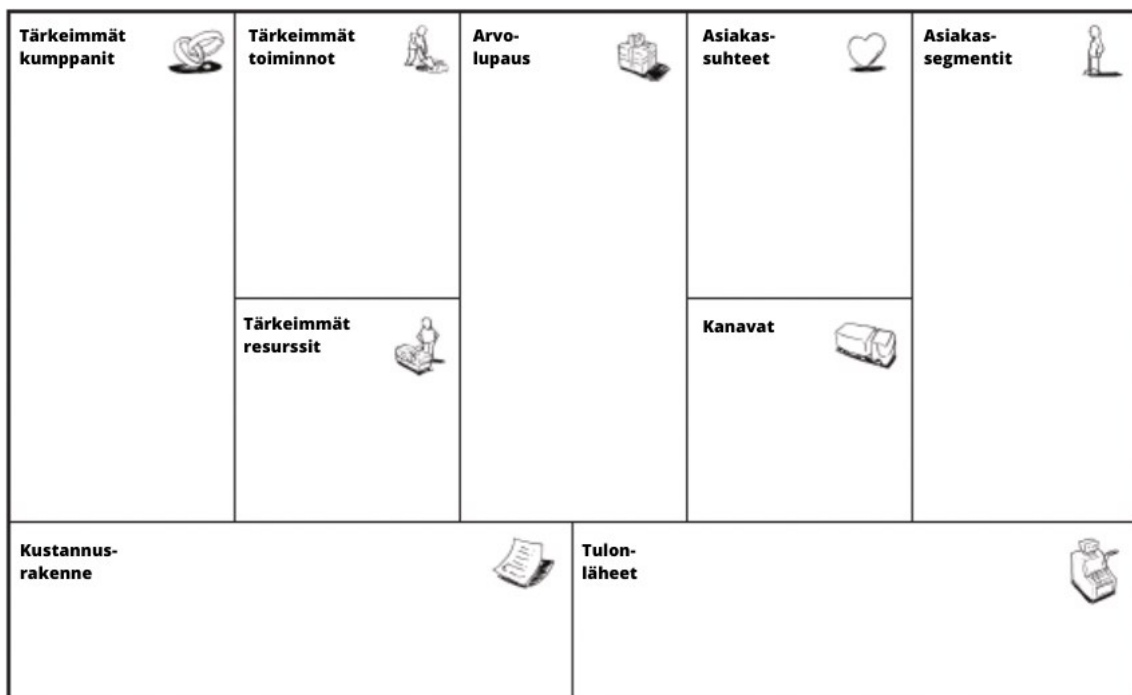 Tärkeimmät
kumppanit
Tärkeimmät
toiminnot
Arvo-
lupaus
Asiakas-
suhteet
Asiakas-
segmentit
Tärkeimmät
resurssit
Kanavat
Kustannus-
rakenne
Tulon-
läheet